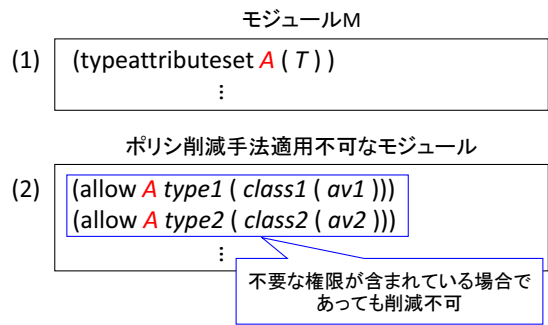 モジュールM
(1) (typeattributeset A ( T ) )
⋮
ポリシ削減手法適用不可なモジュール
(2) (allow A type1 ( class1 ( av1 )))
(allow A type2 ( class2 ( av2 )))
⋮
不要な権限が含まれている場合で
あっても削減不可